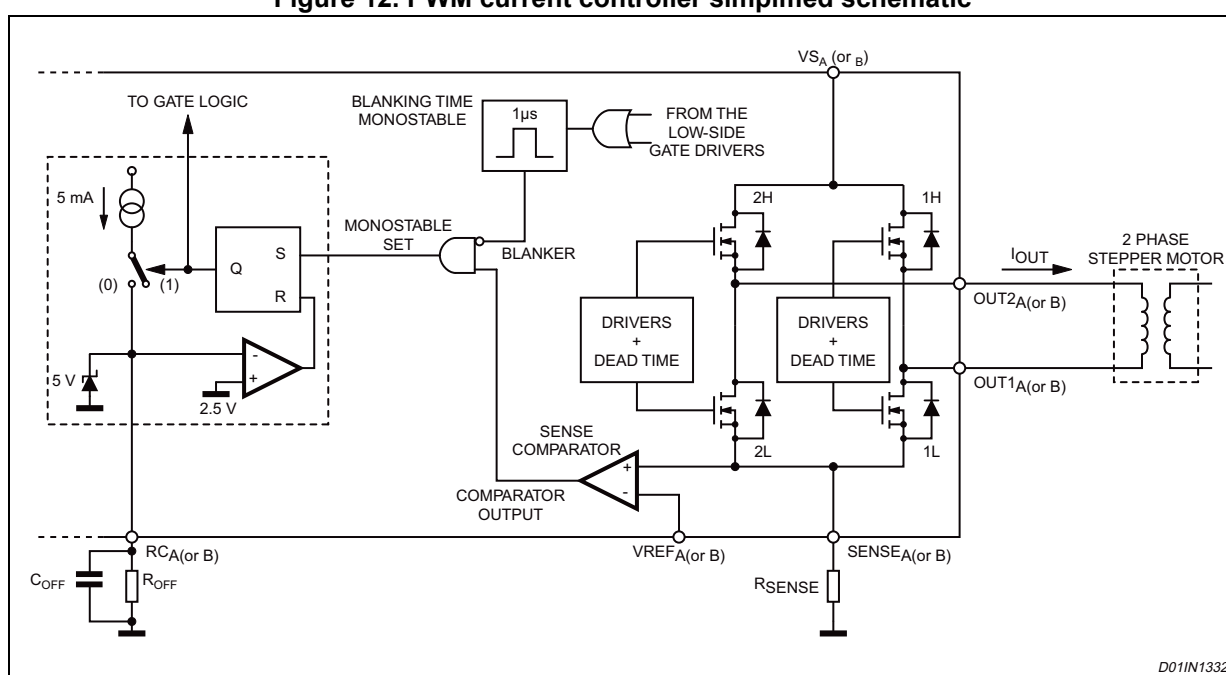 Figure 12. PWM current controller simplified schematic
VSA (or B)
TO GATE LOGIC
BLANKING TIME
MONOSTABLE
1μs
FROM THE
LOW-SIDE
GATE DRIVERS
5 mA
2H
1H
MONOSTABLE
SET
BLANKER
2 PHASE
STEPPER MOTOR
IOUT
Q
S
R
(0)
(1)
OUT2A(or B)
DRIVERS
+
DEAD TIME
DRIVERS
+
DEAD TIME
5 V
-
+
2.5 V
OUT1A(or B)
SENSE
COMPARATOR
2L
1L
+
-
COMPARATOR
OUTPUT
RCA(or B)
VREFA(or B)
SENSEA(or B)
COFF
ROFF
RSENSE
D01IN1332